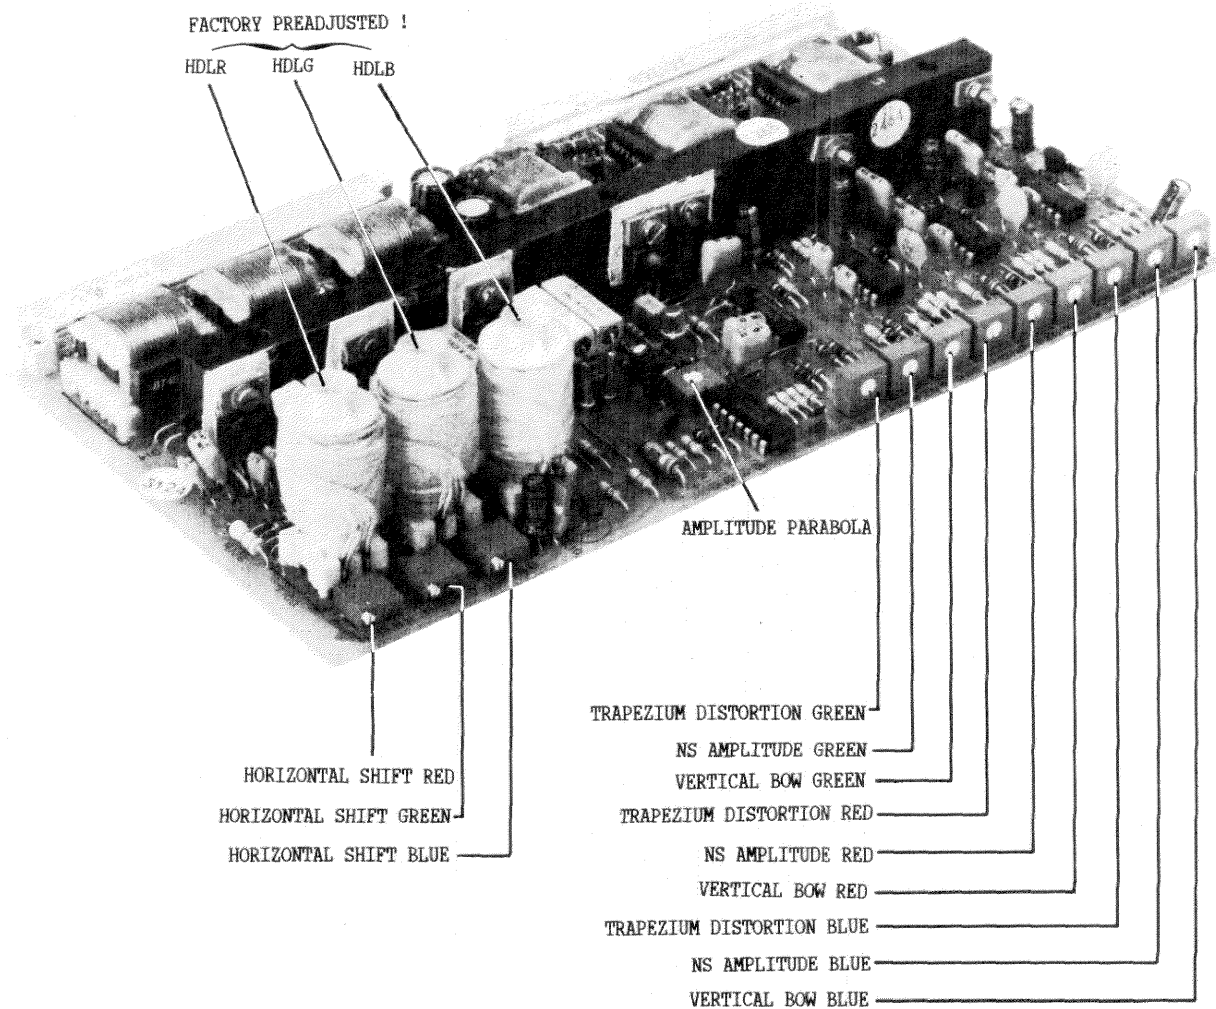 FACTORY PREADJUSTED !
HDLR HDLG HDLB
AMPLITUDE PARABOLA
TRAPEZIUM DISTORTION GREEN
NS AMPLITUDE GREEN
VERTICAL BOW GREEN
TRAPEZIUM DISTORTION RED
NS AMPLITUDE RED
VERTICAL BOW RED
TRAPEZIUM DISTORTION BLUE
NS AMPLITUDE BLUE
VERTICAL BOW BLUE
HORIZONTAL SHIFT RED
HORIZONTAL SHIFT GREEN
HORIZONTAL SHIFT BLUE